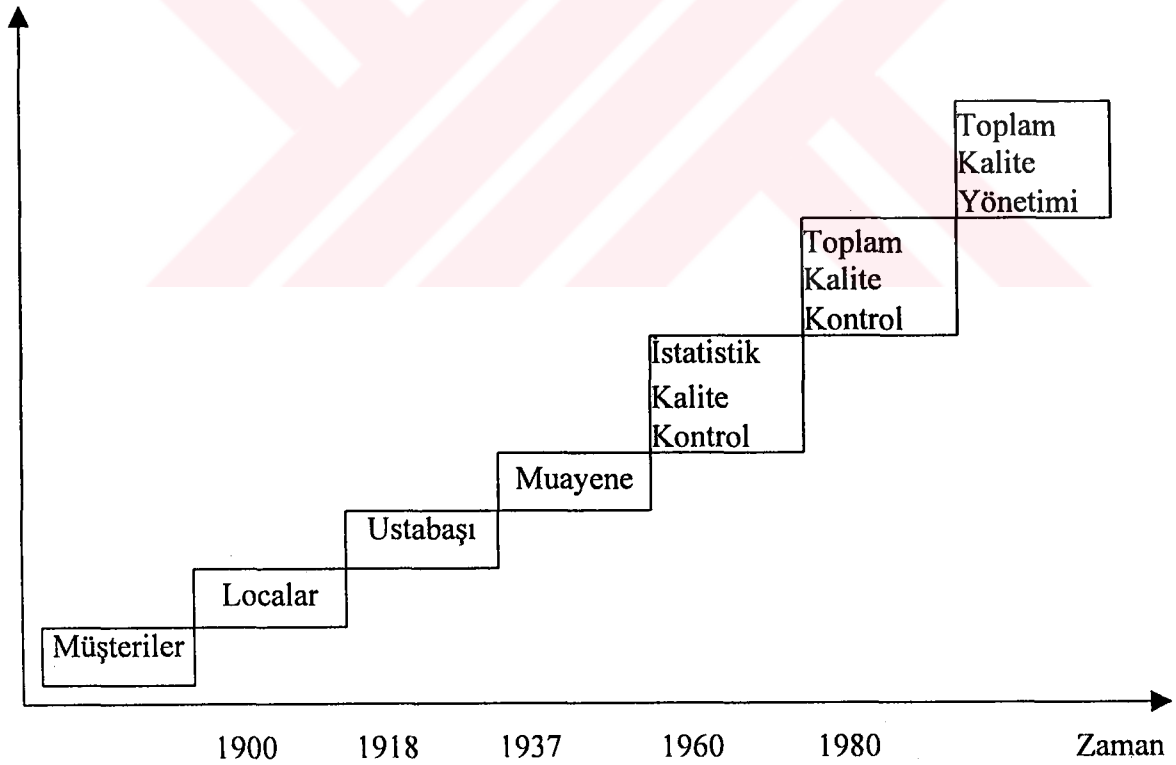 Toplam
Kalite
Yönetimi
Toplam
Kalite
Kontrol
İstatistik
Kalite
Kontrol
Muayene
Ustabaşı
Localar
Müşteriler
1900 1918 1937 1960 1980 Zaman